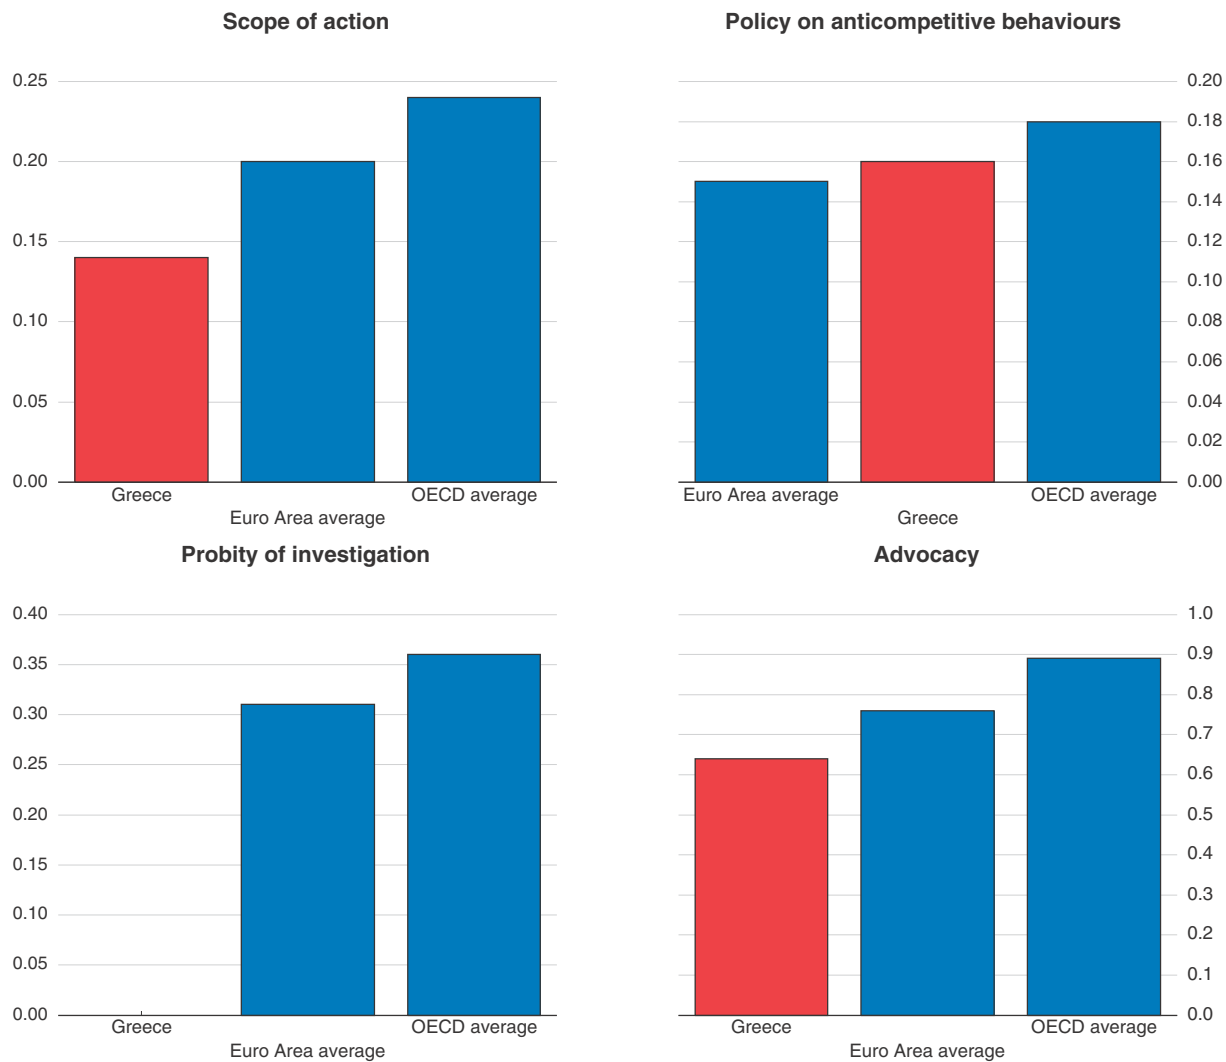 Scope of action
0.25
0.20
0.15
0.10
0.05
0.00
Greece
Euro Area average
OECD average
Policy on anticompetitive behaviours
0.20
0.18
0.16
0.14
0.12
0.10
0.08
0.06
0.04
0.02
0.00
Euro Area average
Greece
OECD average
Probity of investigation
0.40
0.35
0.30
0.25
0.20
0.15
0.10
0.05
0.00
Greece
Euro Area average
OECD average
Advocacy
1.0
0.9
0.8
0.7
0.6
0.5
0.4
0.3
0.2
0.1
0.0
Greece
Euro Area average
OECD average